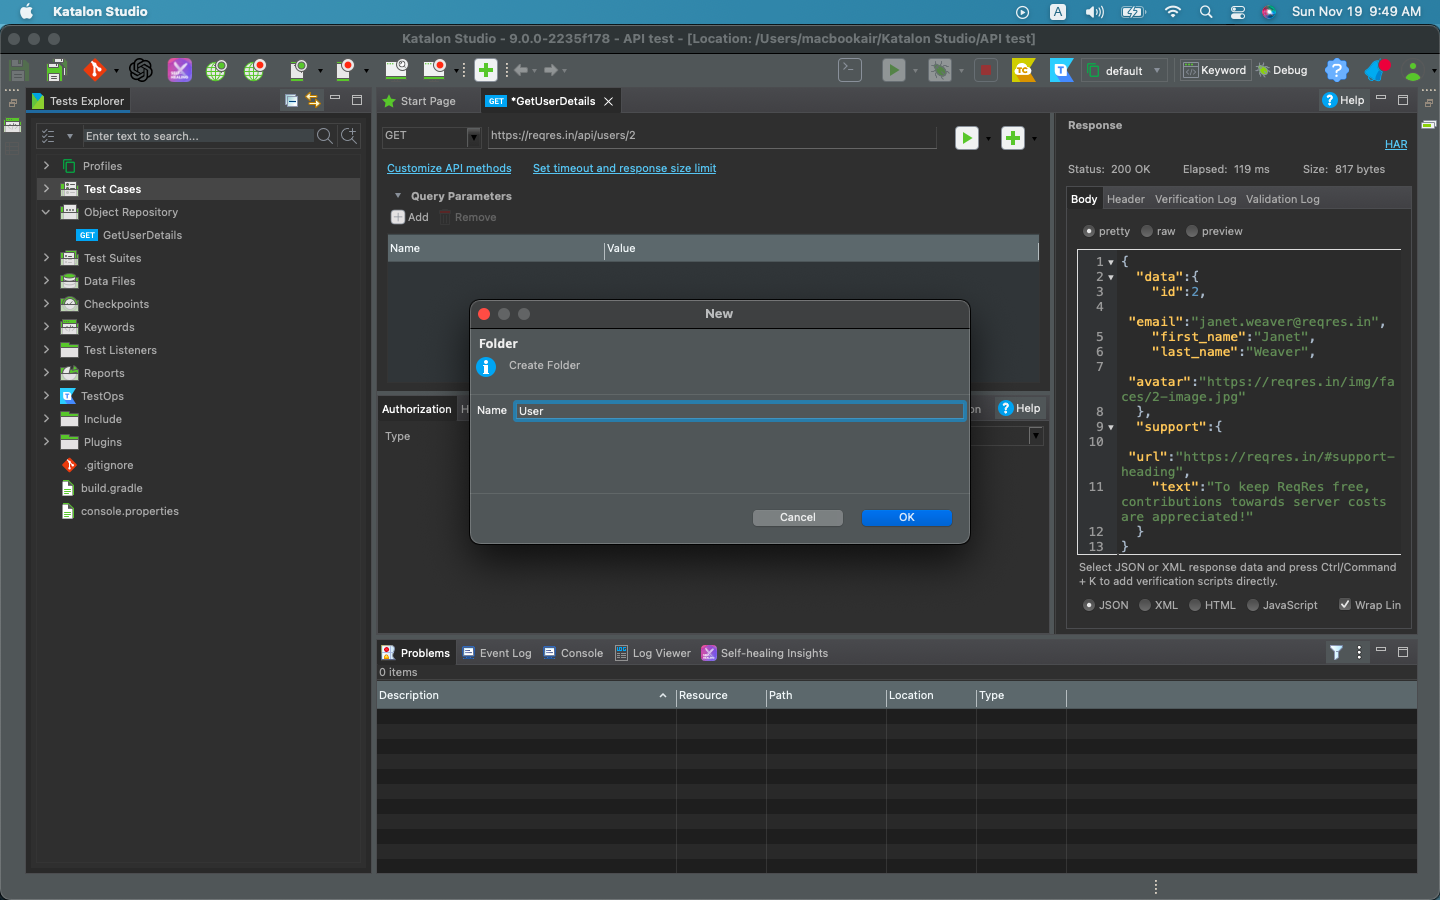 Katalon Studio
A
Sun Nov 19 9:49 AM
Katalon Studio - 9.0.0-2235f178 - API test - [Location: /Users/macbookair/Katalon Studio/API test]
TC
T
default
Keyword
Debug
Tests Explorer
Start Page
GET *GetUserDetails
Help
Enter text to search...
Profiles
Test Cases
Object Repository
GET GetUserDetails
Test Suites
Data Files
Checkpoints
Keywords
Test Listeners
Reports
TestOps
Include
Plugins
.gitignore
build.gradle
console.properties
GET
https://reqres.in/api/users/2
Customize API methods
Set timeout and response size limit
Query Parameters
Add
Remove
Name
Value
New
Folder
Create Folder
Name
User
Cancel
OK
Authorization
H
on
Help
Type
Response
HAR
Status: 200 OK
Elapsed: 119 ms
Size: 817 bytes
Body
Header
Verification Log
Validation Log
pretty
raw
preview
1 {
2 "data":{
3 "id":2,
4
"email":"janet.weaver@reqres.in",
5 "first_name":"Janet",
6 "last_name":"Weaver",
7
"avatar":"https://reqres.in/img/fa
ces/2-image.jpg"
8 },
9 "support":{
10
"url":"https://reqres.in/#support-
heading",
11 "text":"To keep ReqRes free,
contributions towards server costs
are appreciated!"
12 }
13 }
Select JSON or XML response data and press Ctrl/Command
+ K to add verification scripts directly.
JSON
XML
HTML
JavaScript
Wrap Lin
Problems
Event Log
Console
Log Viewer
Self-healing Insights
0 items
Description
Resource
Path
Location
Type